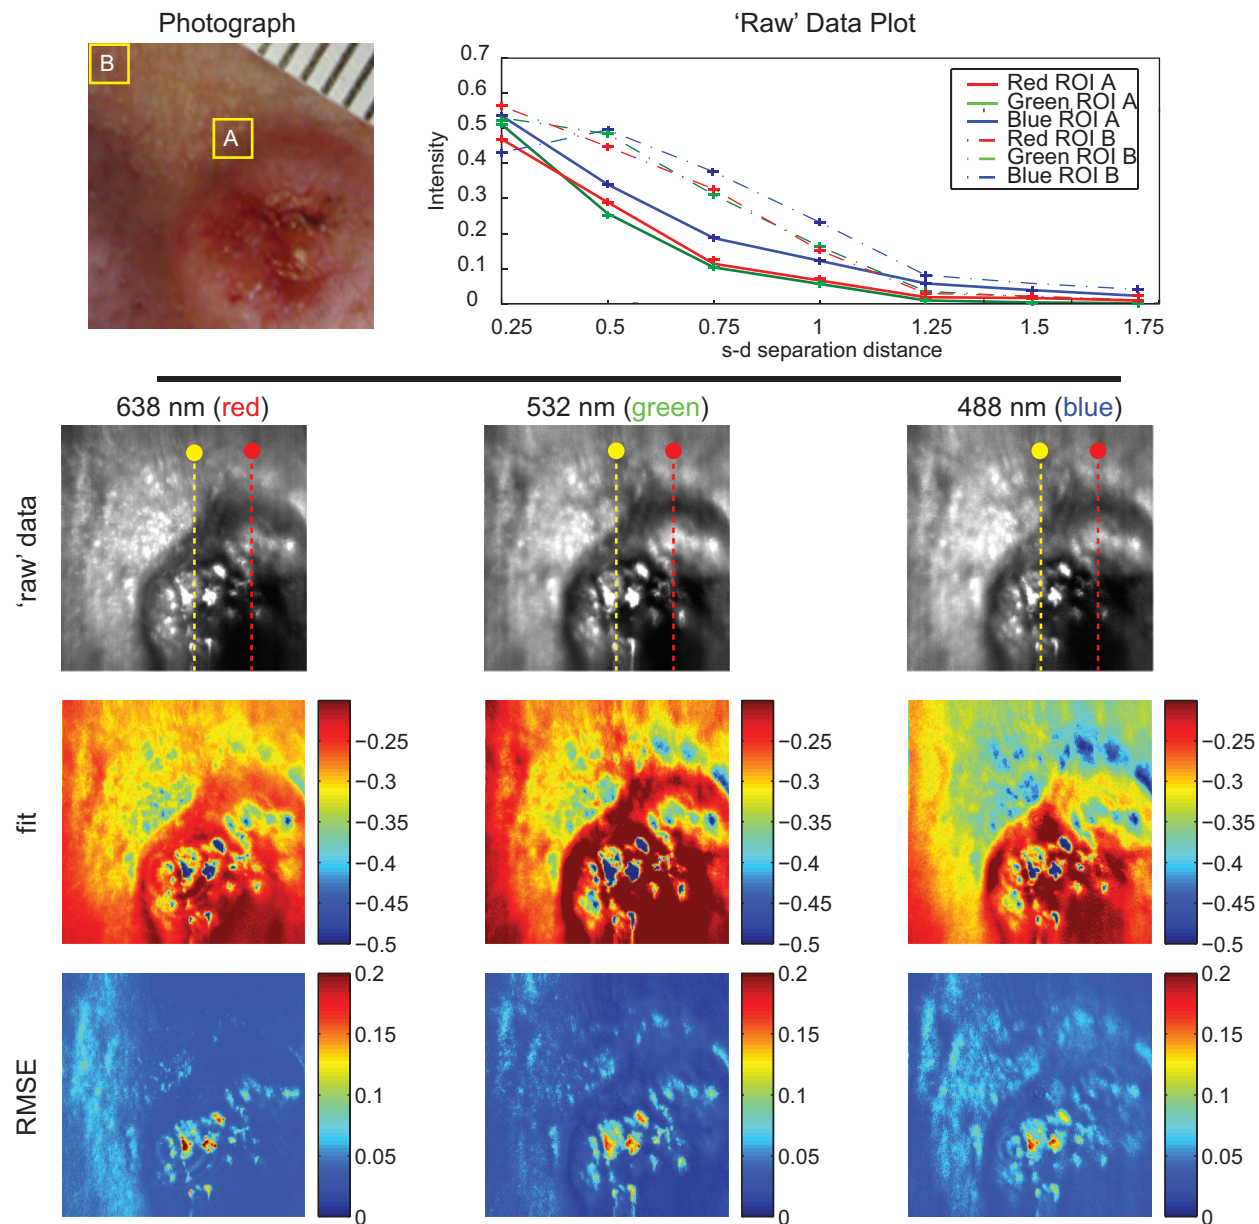 Photograph
'Raw' Data Plot
B
A
0.7
0.6
0.5
0.4
0.3
0.2
0.1
0
Intensity
Red ROI A
Green ROI A
Blue ROI A
Red ROI B
Green ROI B
Blue ROI B
0.25 0.5 0.75 1 1.25 1.5 1.75
s-d separation distance
638 nm (red)
532 nm (green)
488 nm (blue)
'raw' data
fit
−0.25
−0.3
−0.35
−0.4
−0.45
−0.5
−0.25
−0.3
−0.35
−0.4
−0.45
−0.5
−0.25
−0.3
−0.35
−0.4
−0.45
−0.5
RMSE
0.2
0.15
0.1
0.05
0
0.2
0.15
0.1
0.05
0
0.2
0.15
0.1
0.05
0